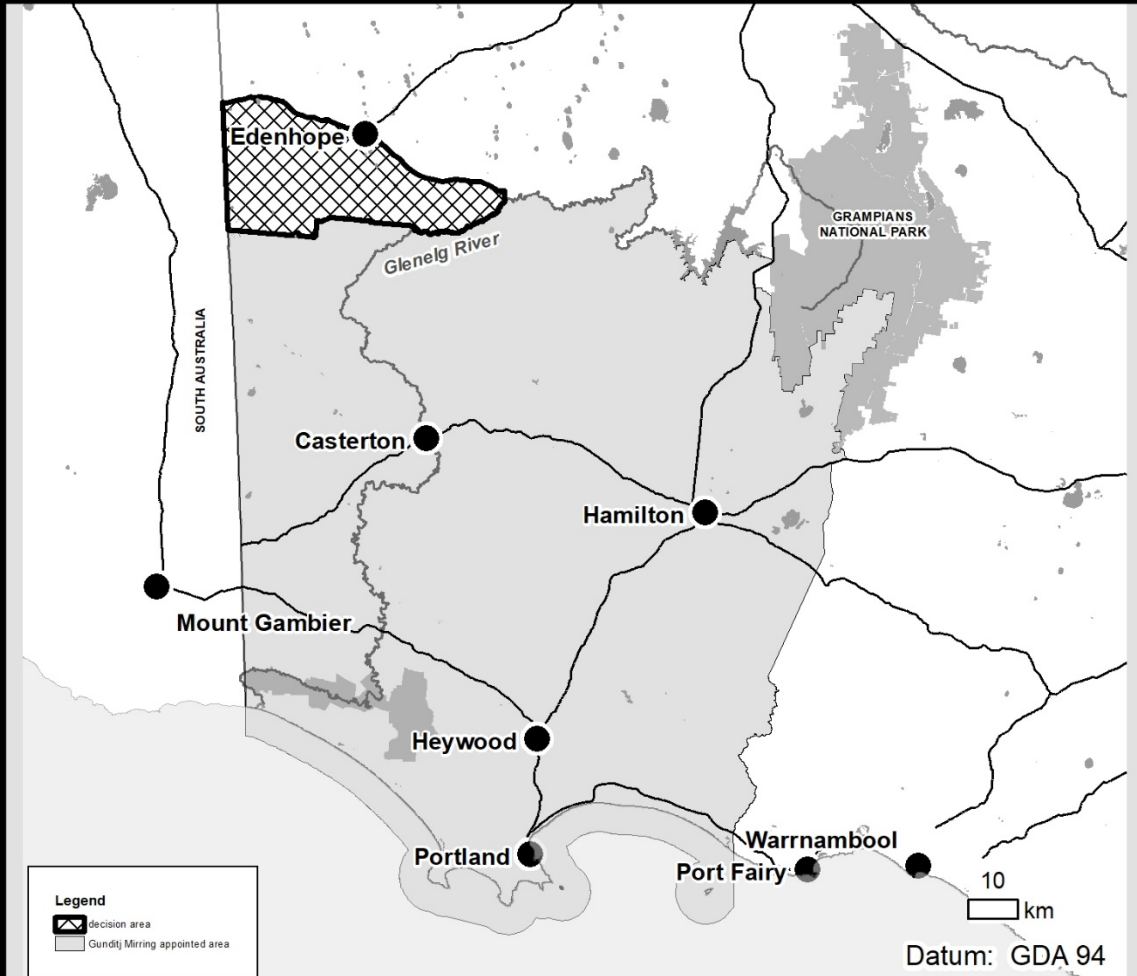 Edenhope
GRAMPIANS
NATIONAL PARK
Glenelg River
SOUTH AUSTRALIA
Casterton
Hamilton
Mount Gambier
Heywood
Warrnambool
Portland
Port Fairy
10
km
Legend
decision area
Gunditj Mirring appointed area
Datum: GDA 94